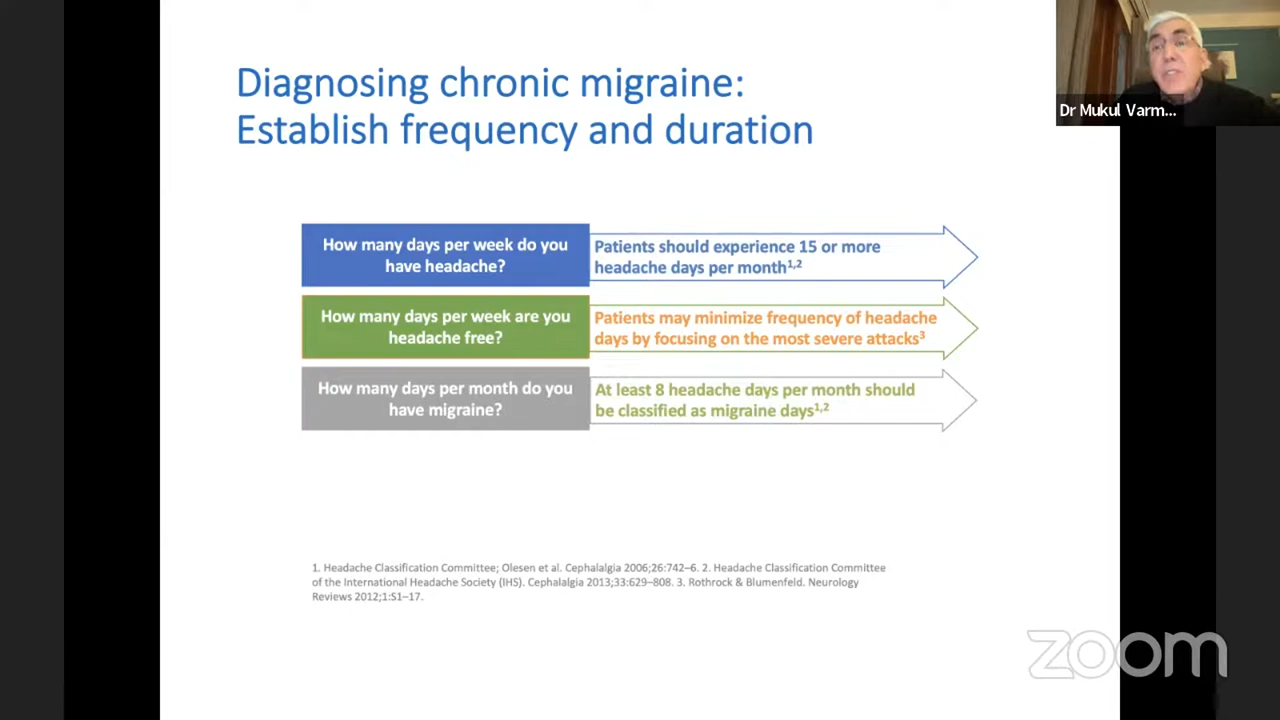 Diagnosing chronic migraine:
Establish frequency and duration
Dr Mukul Varm...
How many days per week do you
have headache?
Patients should experience 15 or more
headache days per month1,2
How many days per week are you
headache free?
Patients may minimize frequency of headache
days by focusing on the most severe attacks3
How many days per month do you
have migraine?
At least 8 headache days per month should
be classified as migraine days1,2
1. Headache Classification Committee; Olesen et al. Cephalalgia 2006;26:742–6. 2. Headache Classification Committee
of the International Headache Society (IHS). Cephalalgia 2013;33:629–808. 3. Rothrock & Blumenfeld. Neurology
Reviews 2012;1:S1–17.
zoom